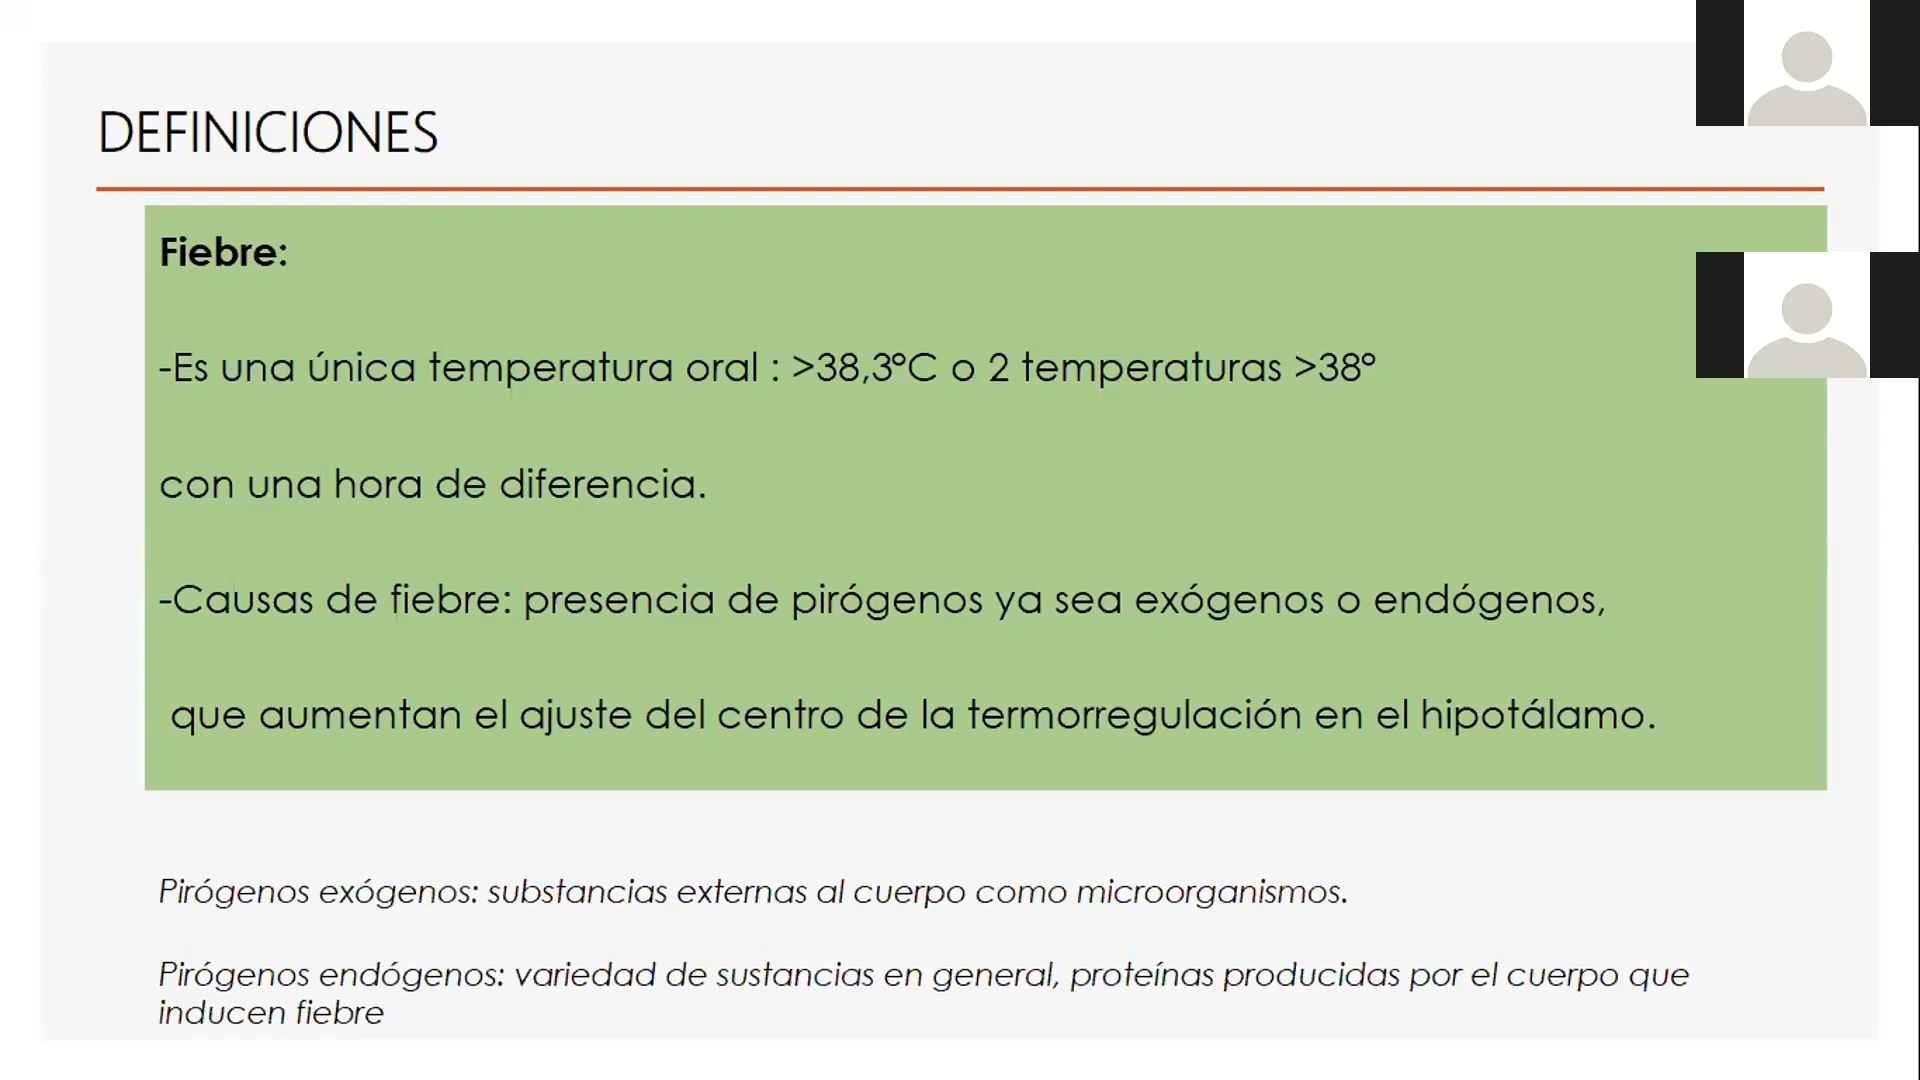 DEFINICIONES
Fiebre:
-Es una única temperatura oral : >38,3ºC o 2 temperaturas >38º
con una hora de diferencia.
-Causas de fiebre: presencia de pirógenos ya sea exógenos o endógenos,
que aumentan el ajuste del centro de la termorregulación en el hipotálamo.
Pirógenos exógenos: substancias externas al cuerpo como microorganismos.
Pirógenos endógenos: variedad de sustancias en general, proteínas producidas por el cuerpo que
inducen fiebre